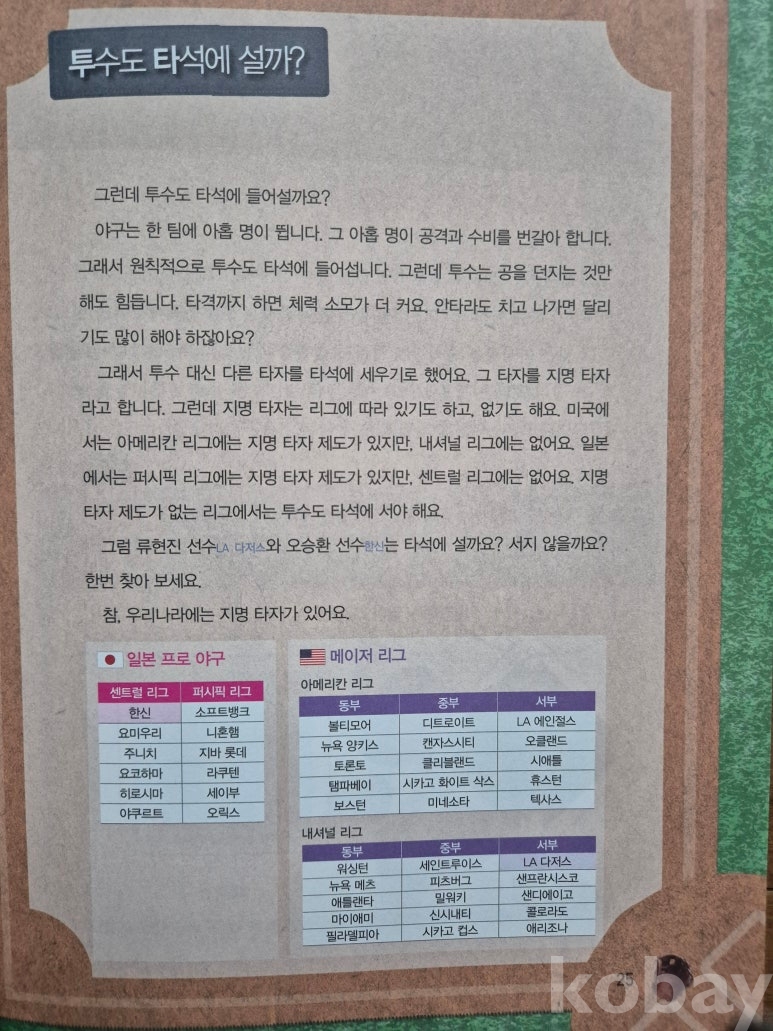 투수도 타석에 설까?
그런데 투수도 타석에 들어설까요?
야구는 한 팀에 아홉 명이 뜁니다. 그 아홉 명이 공격과 수비를 번갈아 합니다.
그래서 원칙적으로 투수도 타석에 들어섭니다. 그런데 투수는 공을 던지는 것만
해도 힘듭니다. 타격까지 하면 체력 소모가 더 커요. 안타라도 치고 나가면 달리
기도 많이 해야 하잖아요?
그래서 투수 대신 다른 타자를 타석에 세우기로 했어요. 그 타자를 지명 타자
라고 합니다. 그런데 지명 타자는 리그에 따라 있기도 하고, 없기도 해요. 미국에
서는 아메리칸 리그에는 지명 타자 제도가 있지만, 내셔널 리그에는 없어요. 일본
에서는 퍼시픽 리그에는 지명 타자 제도가 있지만, 센트럴 리그에는 없어요. 지명
타자 제도가 없는 리그에서는 투수도 타석에 서야 해요.
그럼 류현진 선수LA 다저스와 오승환 선수한신는 타석에 설까요? 서지 않을까요?
한번 찾아 보세요.
참, 우리나라에는 지명 타자가 있어요.
일본 프로 야구
센트럴 리그 퍼시픽 리그
한신 소프트뱅크
요미우리 니혼햄
주니치 지바 롯데
요코하마 라쿠텐
히로시마 세이부
야쿠르트 오릭스
메이저 리그
아메리칸 리그
동부 중부 서부
볼티모어 디트로이트 LA 에인절스
뉴욕 양키스 캔자스시티 오클랜드
토론토 클리블랜드 시애틀
탬파베이 시카고 화이트 삭스 휴스턴
보스턴 미네소타 텍사스
내셔널 리그
동부 중부 서부
워싱턴 세인트루이스 LA 다저스
뉴욕 메츠 피츠버그 샌프란시스코
애틀랜타 밀워키 샌디에이고
마이애미 신시내티 콜로라도
필라델피아 시카고 컵스 애리조나
25
kobay